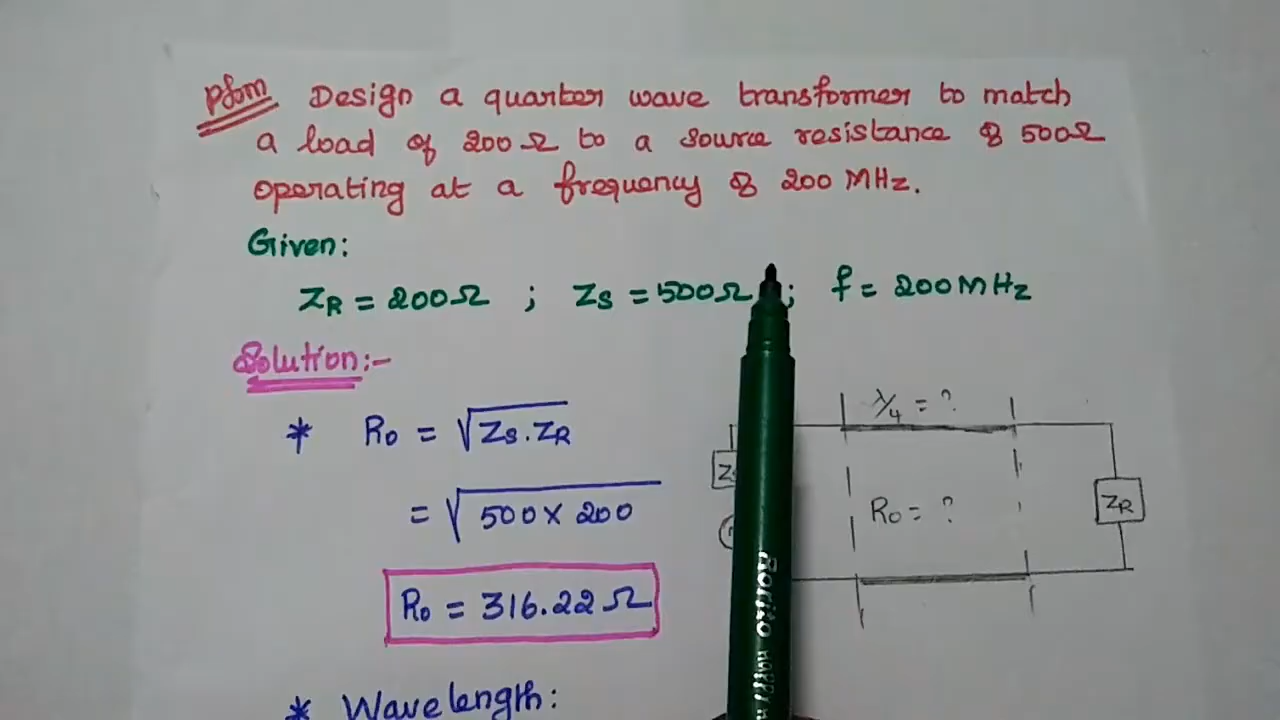 Pbm Design a quarter wave transformer to match
a load of 200Ω to a source resistance of 500Ω
operating at a frequency of 200 MHz.
Given:
ZR = 200Ω ; ZS = 500Ω ; f = 200MHz
Solution:-
* R0 = √ZS.ZR
= √500 × 200
R0 = 316.22Ω
* Wavelength:
λ/4 = ?
R0 = ?
ZR